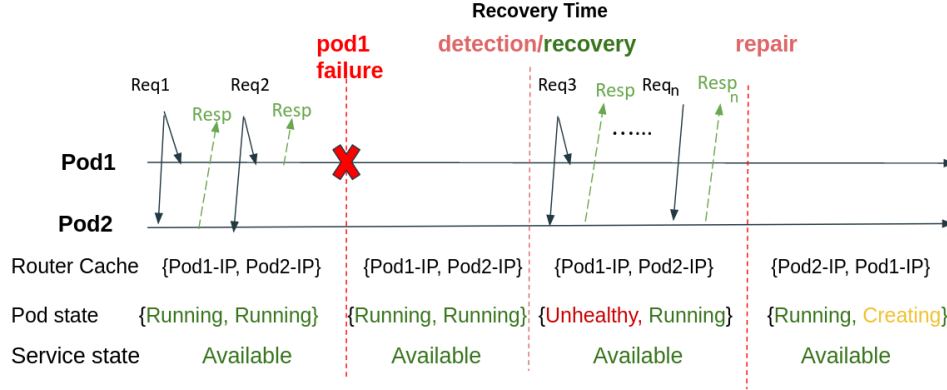 Recovery Time
pod1
failure
detection/recovery
repair
Req1
Req2
Resp
Resp
Req3
Resp
Reqn
Respn
.......
Pod1
Pod2
Router Cache {Pod1-IP, Pod2-IP} {Pod1-IP, Pod2-IP} {Pod1-IP, Pod2-IP} {Pod2-IP, Pod1-IP}
Pod state {Running, Running} {Running, Running} {Unhealthy, Running} {Running, Creating}
Service state Available Available Available Available